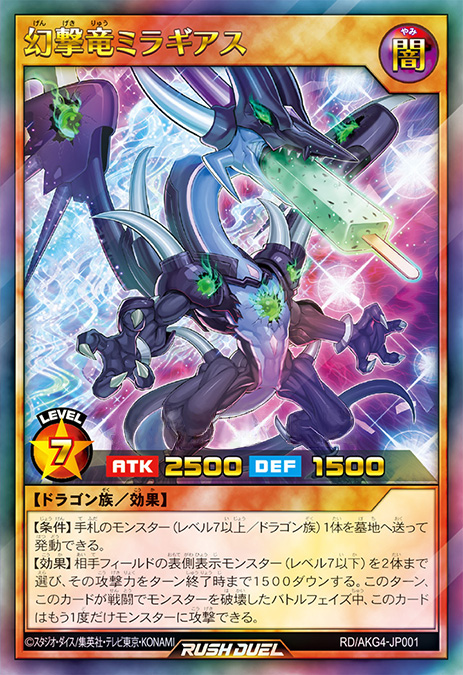 幻撃竜ミラギアス
げん げき りゅう
闇
やみ
LEVEL
7
ATK 2500 DEF 1500
【ドラゴン族／効果】
【条件】手札のモンスター（レベル7以上／ドラゴン族）1体を墓地へ送って
発動できる。
【効果】相手フィールドの表側表示モンスター（レベル7以下）を2体まで
選び、その攻撃力をターン終了時まで1500ダウンする。このターン、
このカードが戦闘でモンスターを破壊したバトルフェイズ中、このカード
はもう1度だけモンスターに攻撃できる。
©スタジオ・ダイス/集英社・テレビ東京・KONAMI RUSH DUEL RD/AKG4-JP001